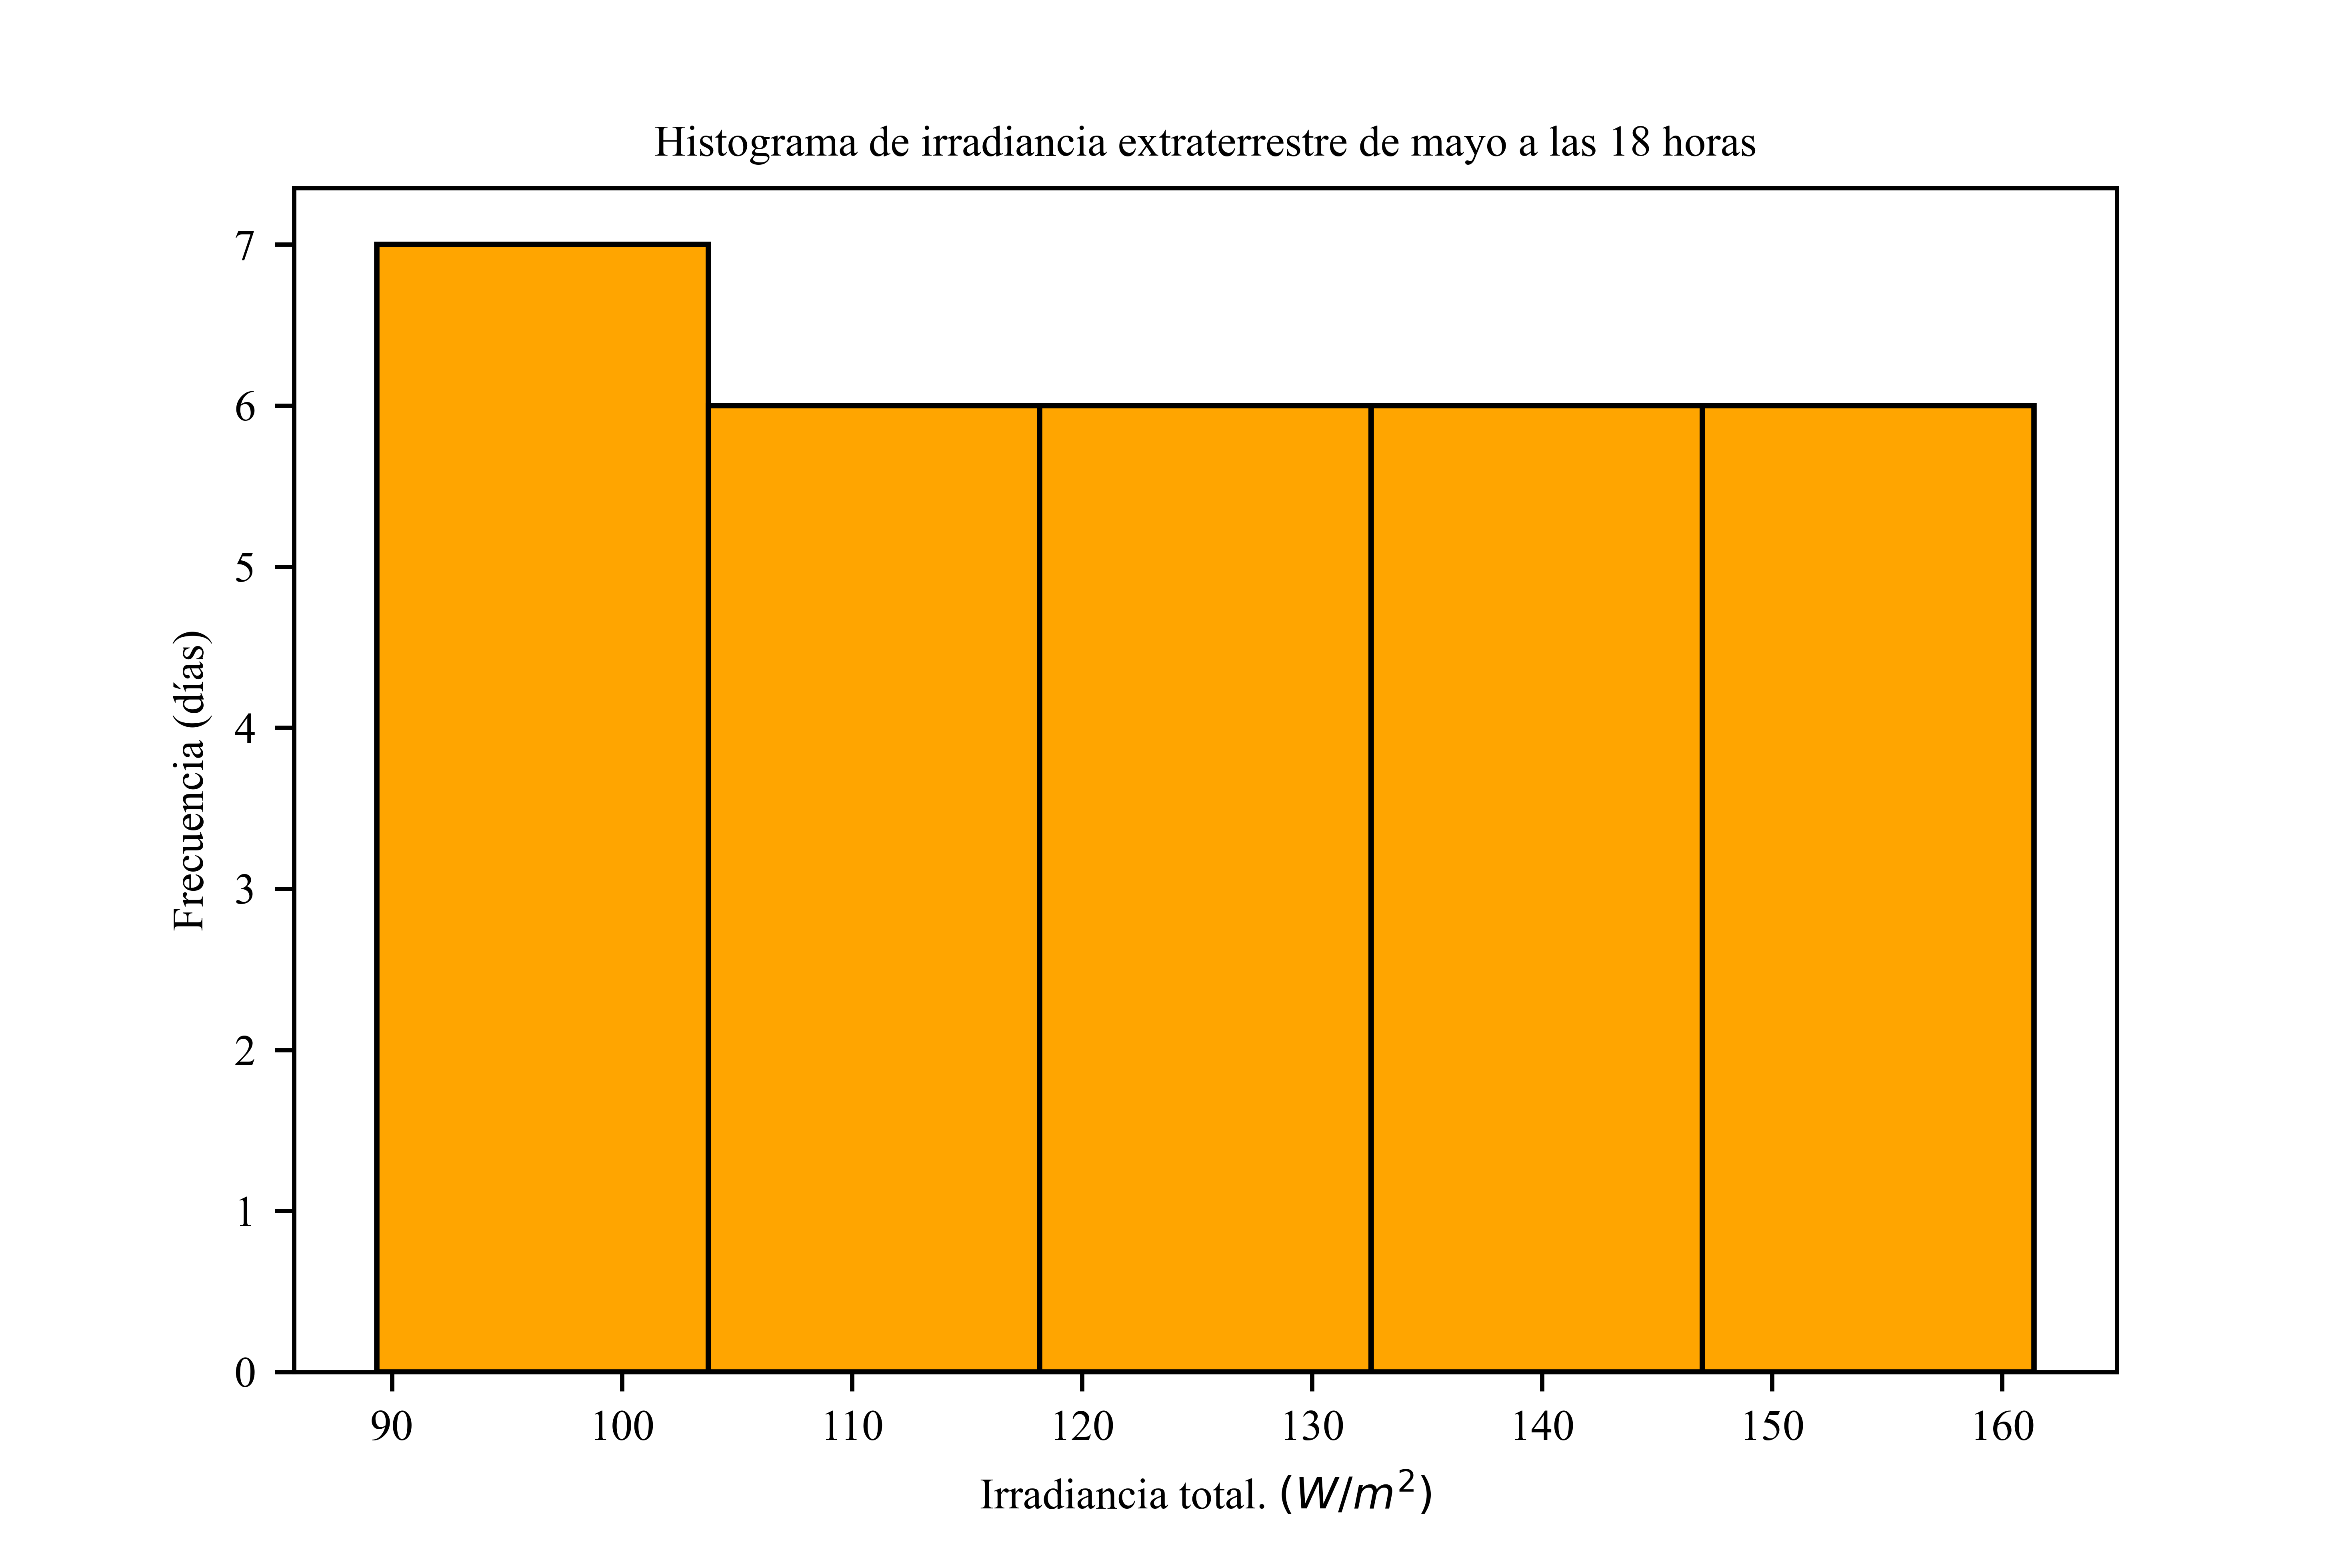 Histograma de irradiancia extraterrestre de mayo a las 18 horas
7
6
5
4
3
2
1
0
Frecuencia (días)
90 100 110 120 130 140 150 160
Irradiancia total. (W/m²)